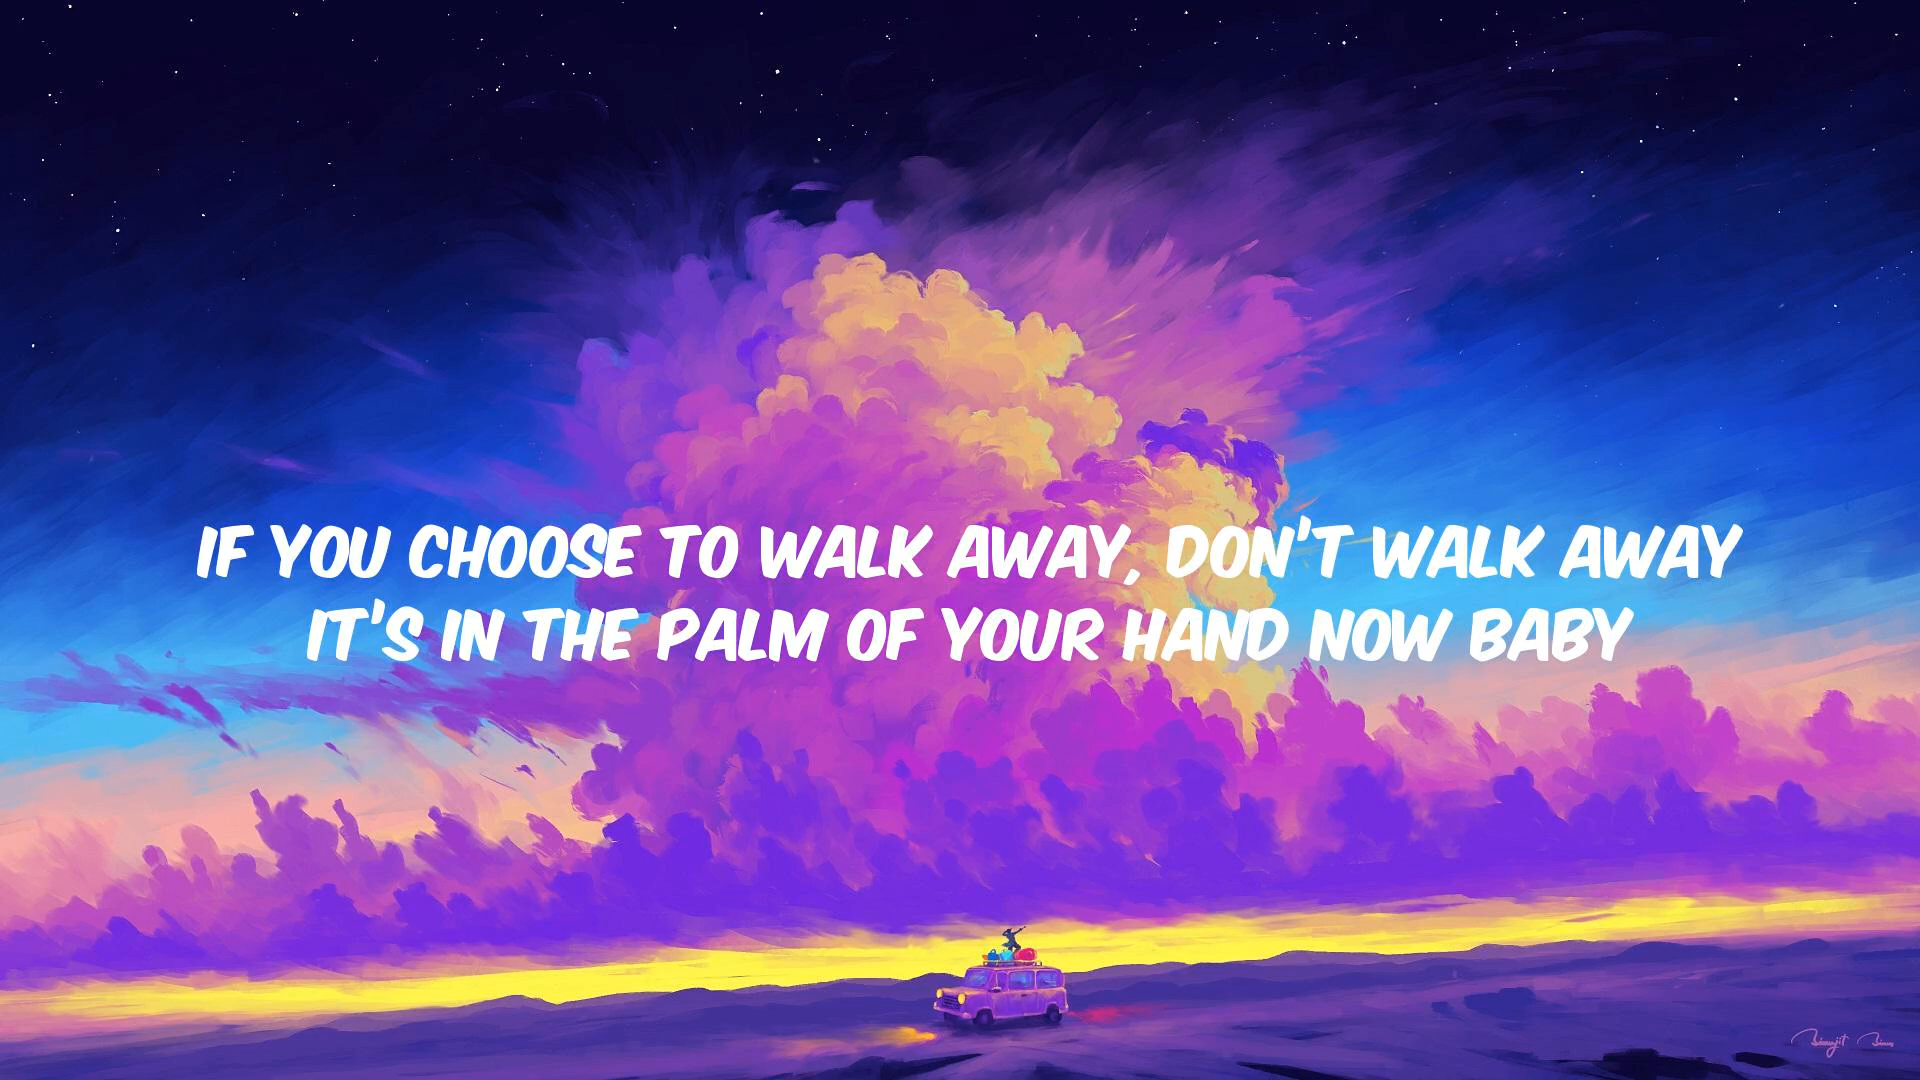 IF YOU CHOOSE TO WALK AWAY, DON'T WALK AWAY
IT'S IN THE PALM OF YOUR HAND NOW BABY